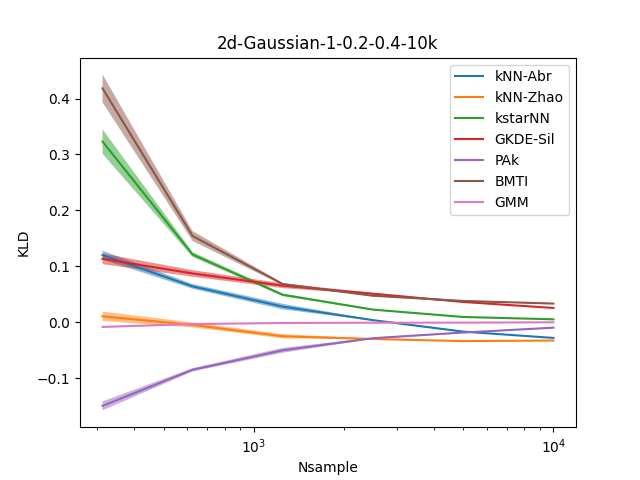 2d-Gaussian-1-0.2-0.4-10k
kNN-Abr
kNN-Zhao
kstarNN
GKDE-Sil
PAk
BMTI
GMM
KLD
0.4
0.3
0.2
0.1
0.0
−0.1
10³
10⁴
Nsample